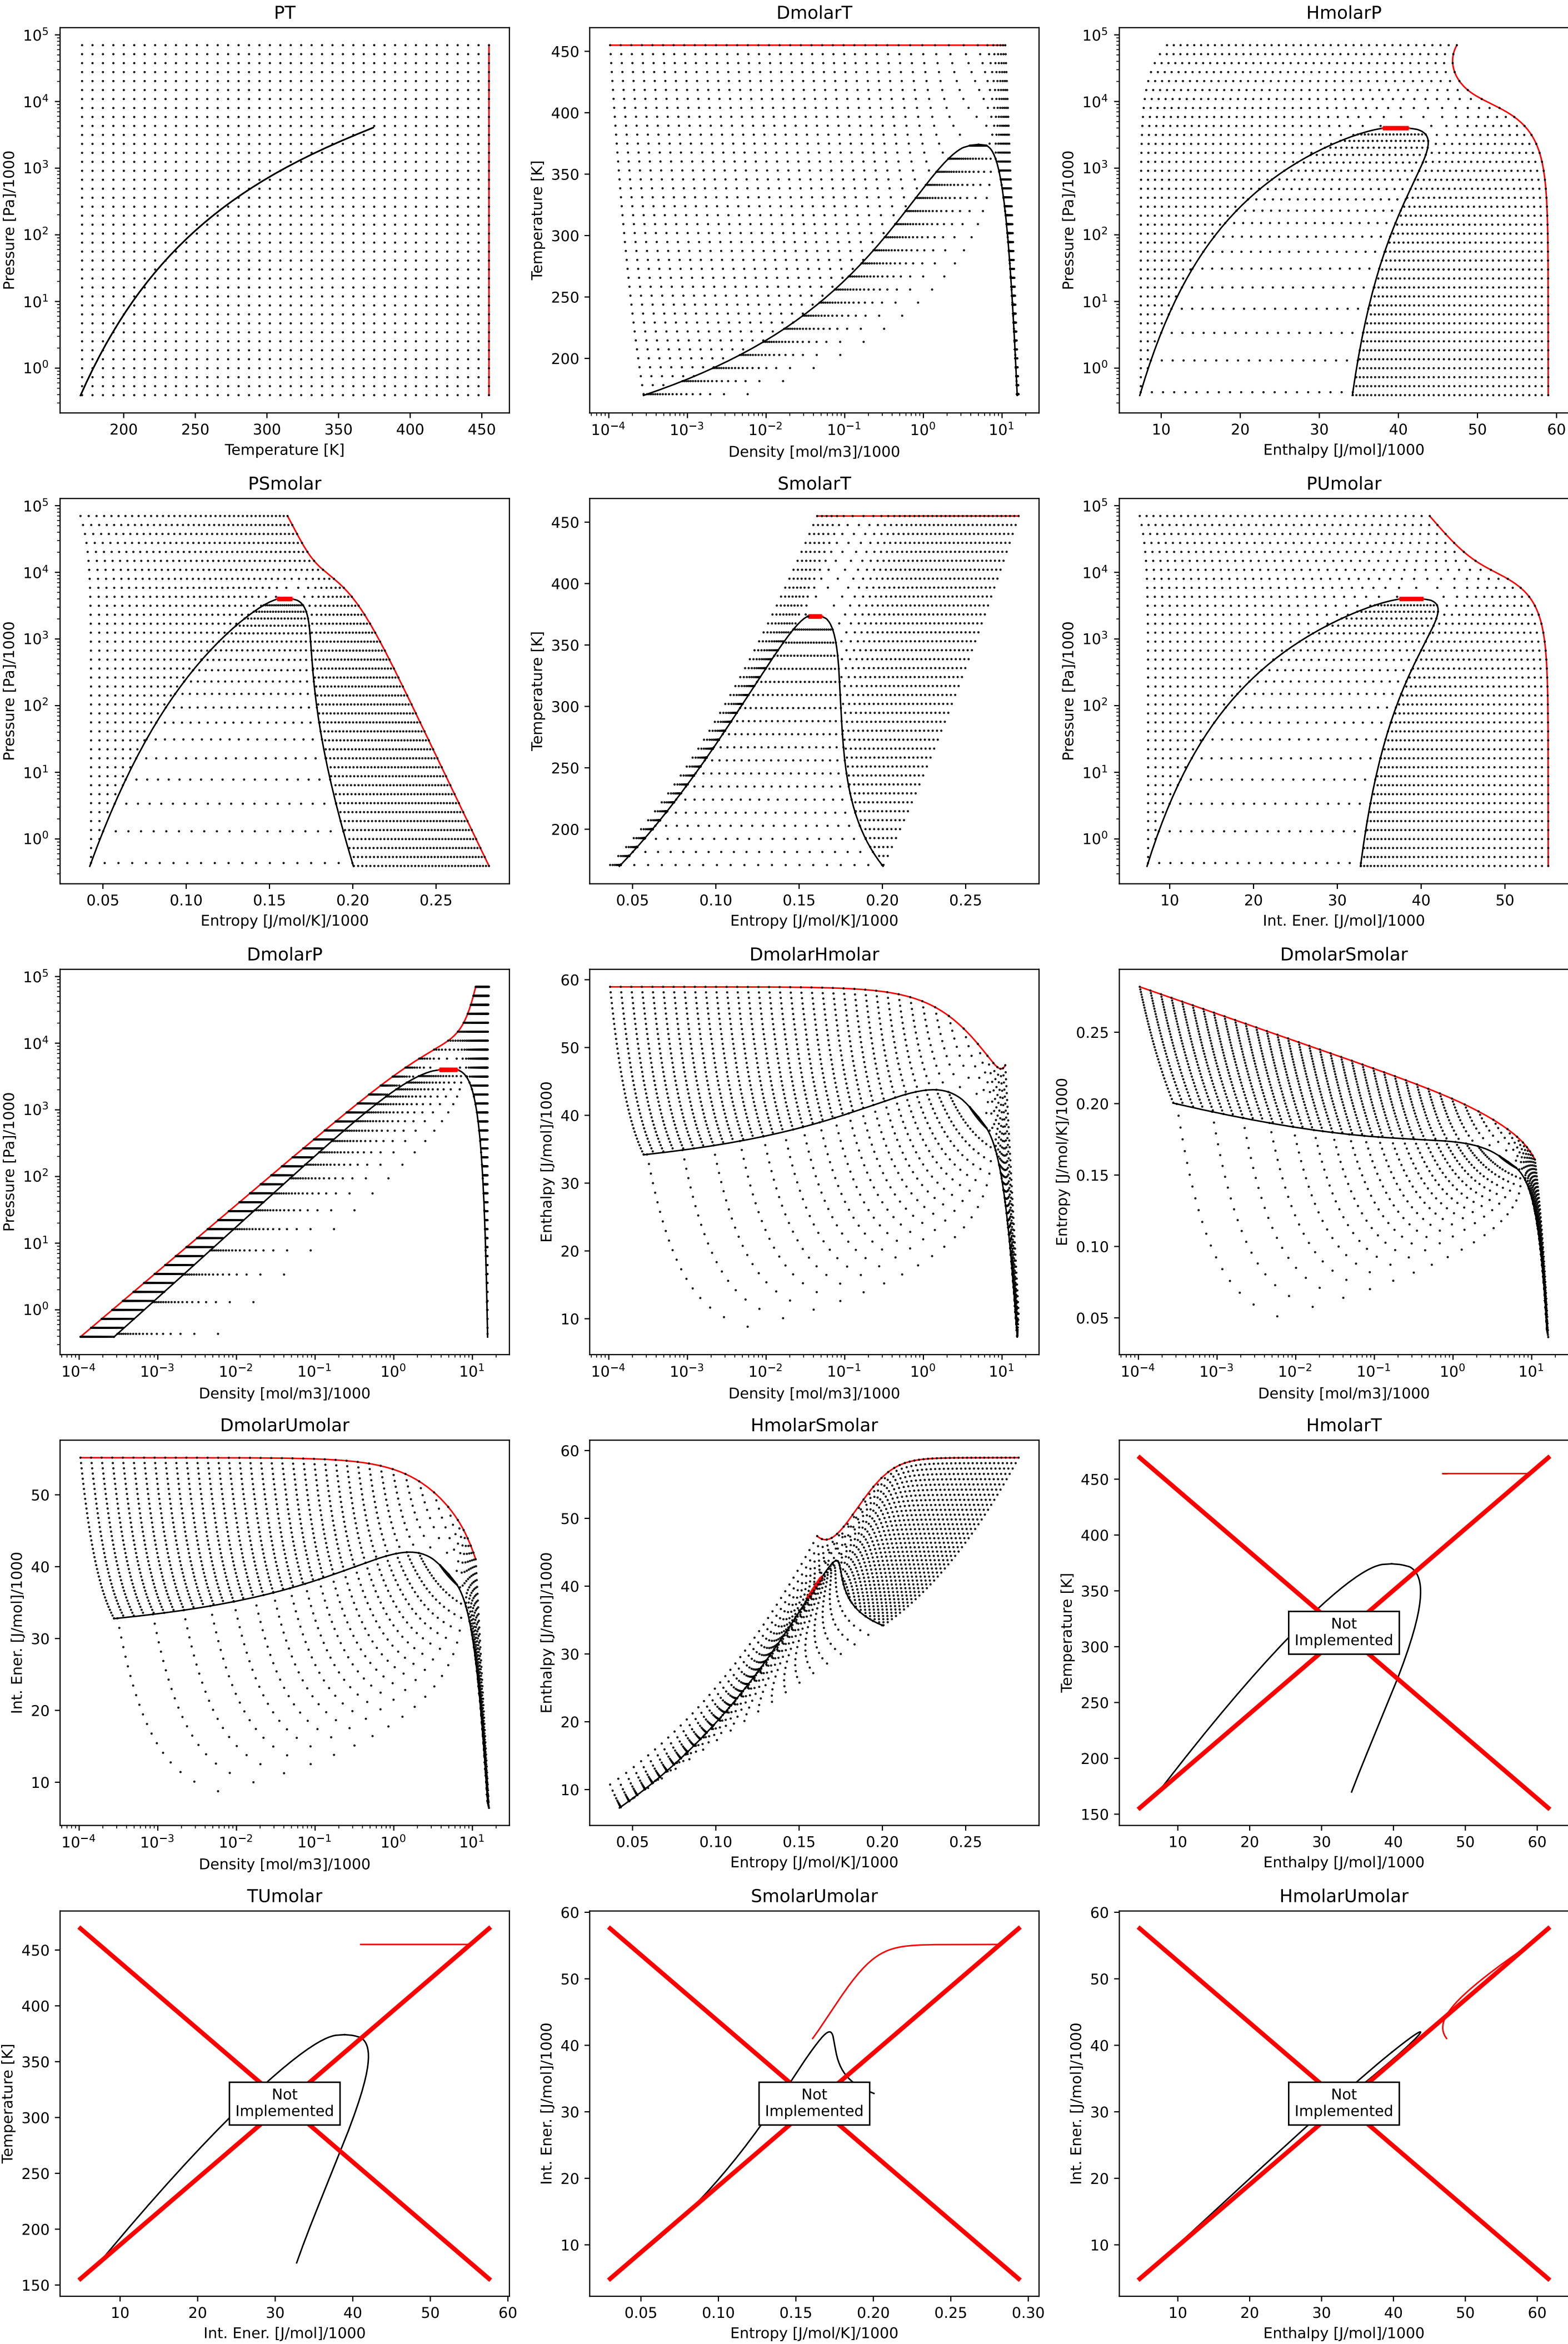 PT
10⁵
10⁴
10³
10²
10¹
10⁰
Pressure [Pa]/1000
200 250 300 350 400 450
Temperature [K]
DmolarT
450
400
350
300
250
200
Temperature [K]
10⁻⁴ 10⁻³ 10⁻² 10⁻¹ 10⁰ 10¹
Density [mol/m3]/1000
HmolarP
10⁵
10⁴
10³
10²
10¹
10⁰
Pressure [Pa]/1000
10 20 30 40 50 60
Enthalpy [J/mol]/1000
PSmolar
10⁵
10⁴
10³
10²
10¹
10⁰
Pressure [Pa]/1000
0.05 0.10 0.15 0.20 0.25
Entropy [J/mol/K]/1000
SmolarT
450
400
350
300
250
200
Temperature [K]
0.05 0.10 0.15 0.20 0.25
Entropy [J/mol/K]/1000
PUmolar
10⁵
10⁴
10³
10²
10¹
10⁰
Pressure [Pa]/1000
10 20 30 40 50
Int. Ener. [J/mol]/1000
DmolarP
10⁵
10⁴
10³
10²
10¹
10⁰
Pressure [Pa]/1000
10⁻⁴ 10⁻³ 10⁻² 10⁻¹ 10⁰ 10¹
Density [mol/m3]/1000
DmolarHmolar
60
50
40
30
20
10
Enthalpy [J/mol]/1000
10⁻⁴ 10⁻³ 10⁻² 10⁻¹ 10⁰ 10¹
Density [mol/m3]/1000
DmolarSmolar
0.25
0.20
0.15
0.10
0.05
Entropy [J/mol/K]/1000
10⁻⁴ 10⁻³ 10⁻² 10⁻¹ 10⁰ 10¹
Density [mol/m3]/1000
DmolarUmolar
50
40
30
20
10
Int. Ener. [J/mol]/1000
10⁻⁴ 10⁻³ 10⁻² 10⁻¹ 10⁰ 10¹
Density [mol/m3]/1000
HmolarSmolar
60
50
40
30
20
10
Enthalpy [J/mol]/1000
0.05 0.10 0.15 0.20 0.25
Entropy [J/mol/K]/1000
HmolarT
450
400
350
300
250
200
150
Temperature [K]
Not
Implemented
10 20 30 40 50 60
Enthalpy [J/mol]/1000
TUmolar
450
400
350
300
250
200
150
Temperature [K]
Not
Implemented
10 20 30 40 50 60
Int. Ener. [J/mol]/1000
SmolarUmolar
60
50
40
30
20
10
Int. Ener. [J/mol]/1000
Not
Implemented
0.05 0.10 0.15 0.20 0.25 0.30
Entropy [J/mol/K]/1000
HmolarUmolar
60
50
40
30
20
10
Int. Ener. [J/mol]/1000
Not
Implemented
10 20 30 40 50 60
Enthalpy [J/mol]/1000